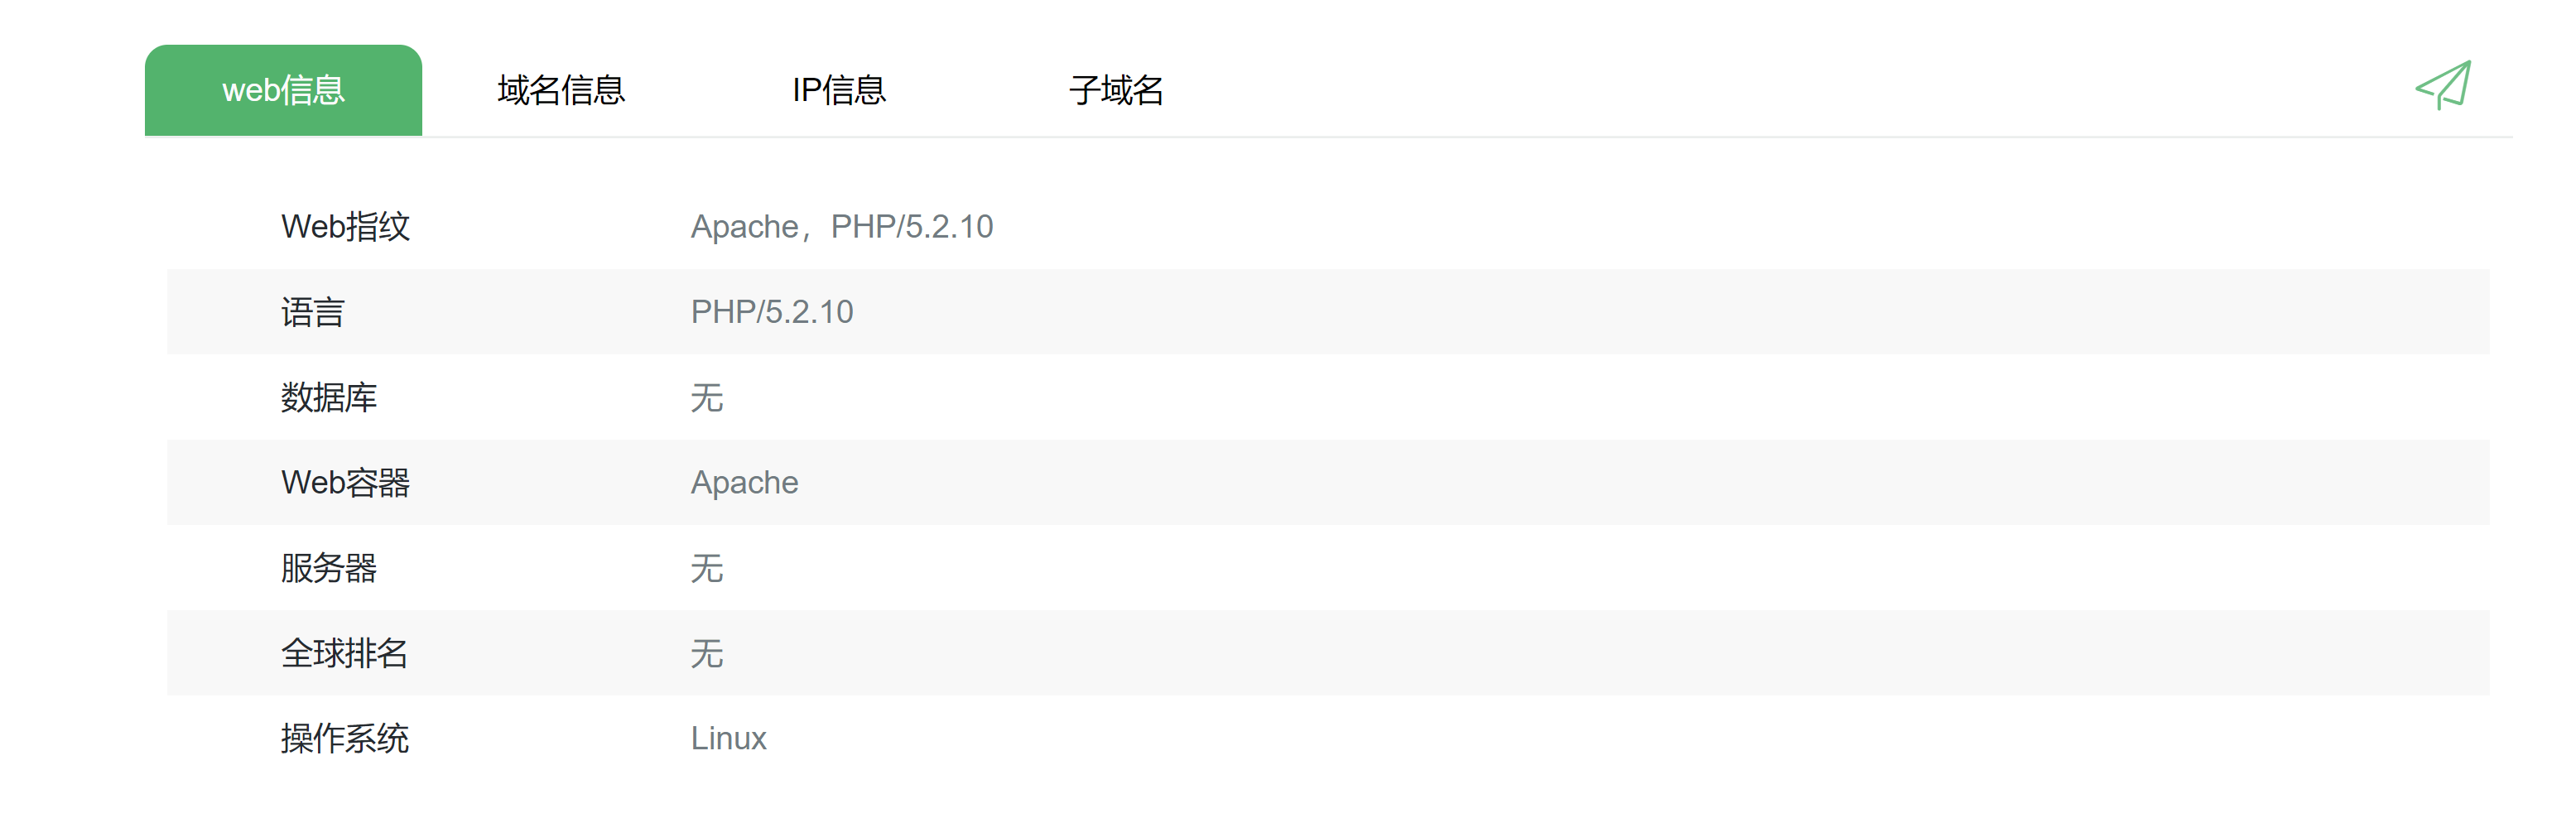 web信息 域名信息 IP信息 子域名
Web指纹 Apache，PHP/5.2.10
语言 PHP/5.2.10
数据库 无
Web容器 Apache
服务器 无
全球排名 无
操作系统 Linux